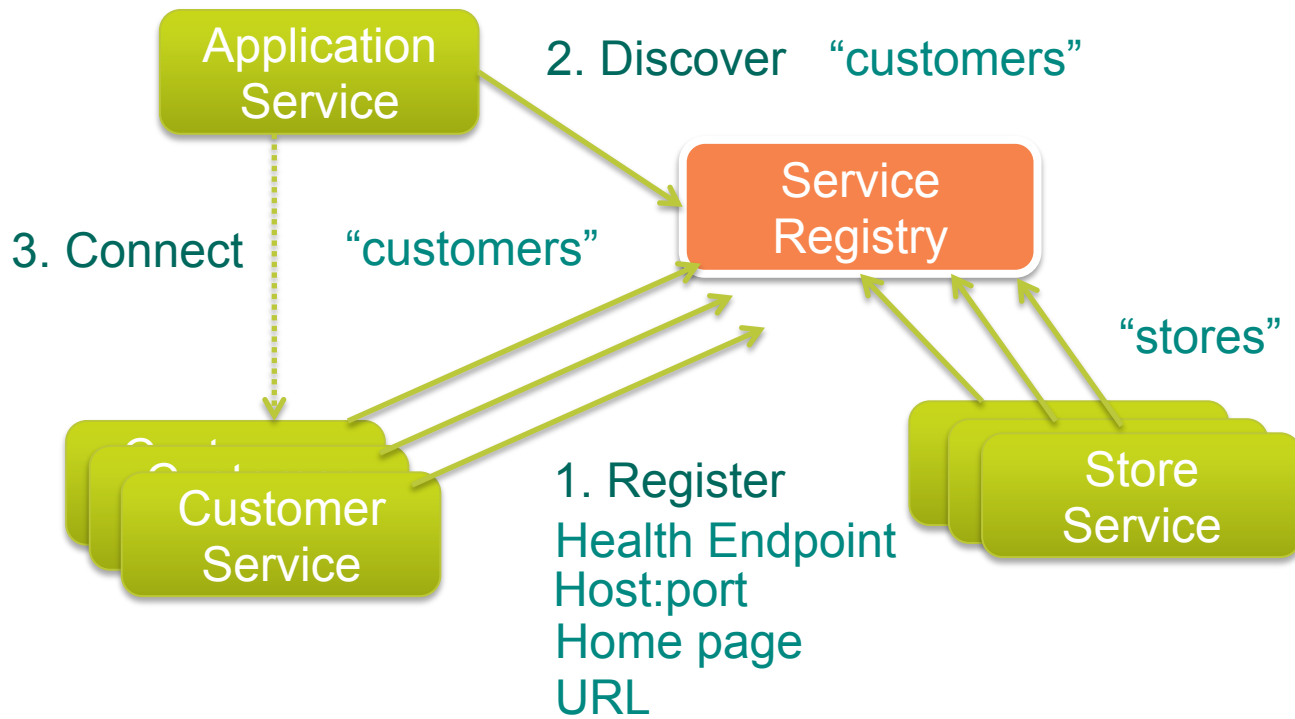 Application
Service
2. Discover “customers”
Service
Registry
3. Connect
“customers”
“stores”
Customer
Service
1. Register
Health Endpoint
Host:port
Home page
URL
Store
Service